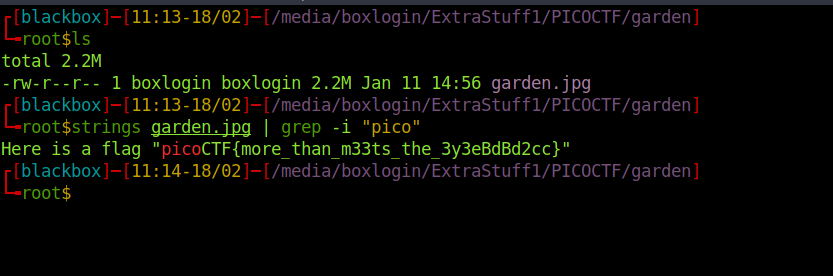 [blackbox]-[11:13-18/02]-[/media/boxlogin/ExtraStuff1/PICOCTF/garden]
root$ls
total 2.2M
-rw-r--r-- 1 boxlogin boxlogin 2.2M Jan 11 14:56 garden.jpg
[blackbox]-[11:13-18/02]-[/media/boxlogin/ExtraStuff1/PICOCTF/garden]
root$strings garden.jpg | grep -i "pico"
Here is a flag "picoCTF{more_than_m33ts_the_3y3eBdBd2cc}"
[blackbox]-[11:14-18/02]-[/media/boxlogin/ExtraStuff1/PICOCTF/garden]
root$